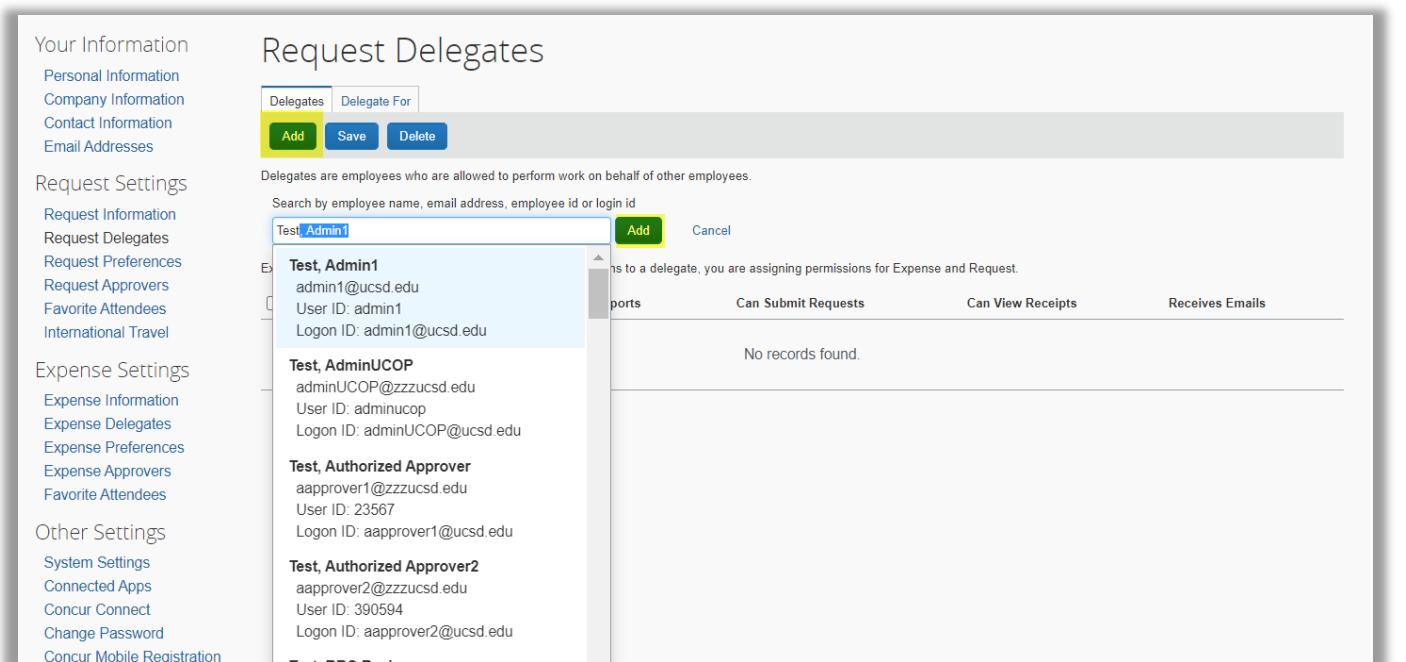 Your Information
Personal Information
Company Information
Contact Information
Email Addresses
Request Settings
Request Information
Request Delegates
Request Preferences
Request Approvers
Favorite Attendees
International Travel
Expense Settings
Expense Information
Expense Delegates
Expense Preferences
Expense Approvers
Favorite Attendees
Other Settings
System Settings
Connected Apps
Concur Connect
Change Password
Concur Mobile Registration
Request Delegates
Delegates Delegate For
Add Save Delete
Delegates are employees who are allowed to perform work on behalf of other employees.
Search by employee name, email address, employee id or login id
Test, Admin1 Add Cancel
to a delegate, you are assigning permissions for Expense and Request.
Can Submit Requests Can View Receipts Receives Emails
No records found.
Test, Admin1
admin1@ucsd.edu
User ID: admin1
Logon ID: admin1@ucsd.edu
Test, AdminUCOP
adminUCOP@zzzucsd.edu
User ID: adminucop
Logon ID: adminUCOP@ucsd.edu
Test, Authorized Approver
aapprover1@zzzucsd.edu
User ID: 23567
Logon ID: aapprover1@ucsd.edu
Test, Authorized Approver2
aapprover2@zzzucsd.edu
User ID: 390594
Logon ID: aapprover2@ucsd.edu